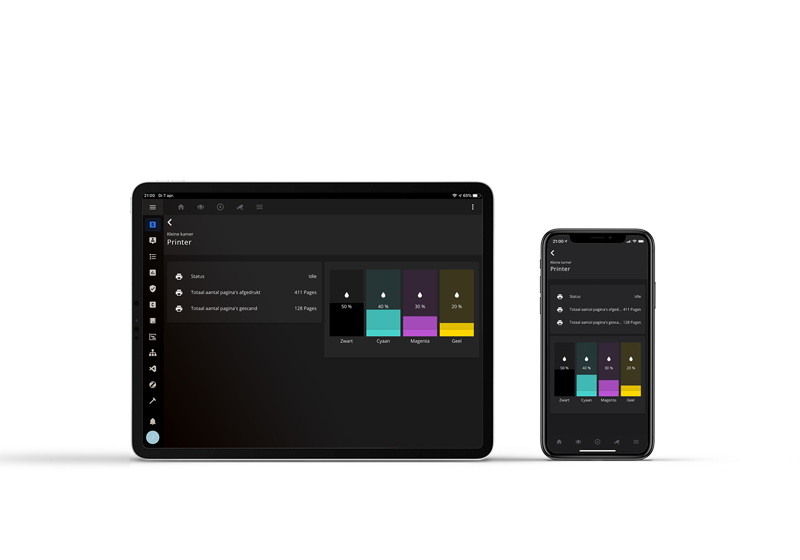 21:00 Di 7 apr.
65%
Kleine kamer
Printer
Status Idle
Totaal aantal pagina's afgedrukt 411 Pages
Totaal aantal pagina's gescand 128 Pages
50 % 40 % 30 % 20 %
Zwart Cyaan Magenta Geel
21:00
Kleine kamer
Printer
Status Idle
Totaal aantal pagina's afged... 411 Pages
Totaal aantal pagina's gesca... 128 Pages
50 % 40 % 30 % 20 %
Zwart Cyaan Magenta Geel